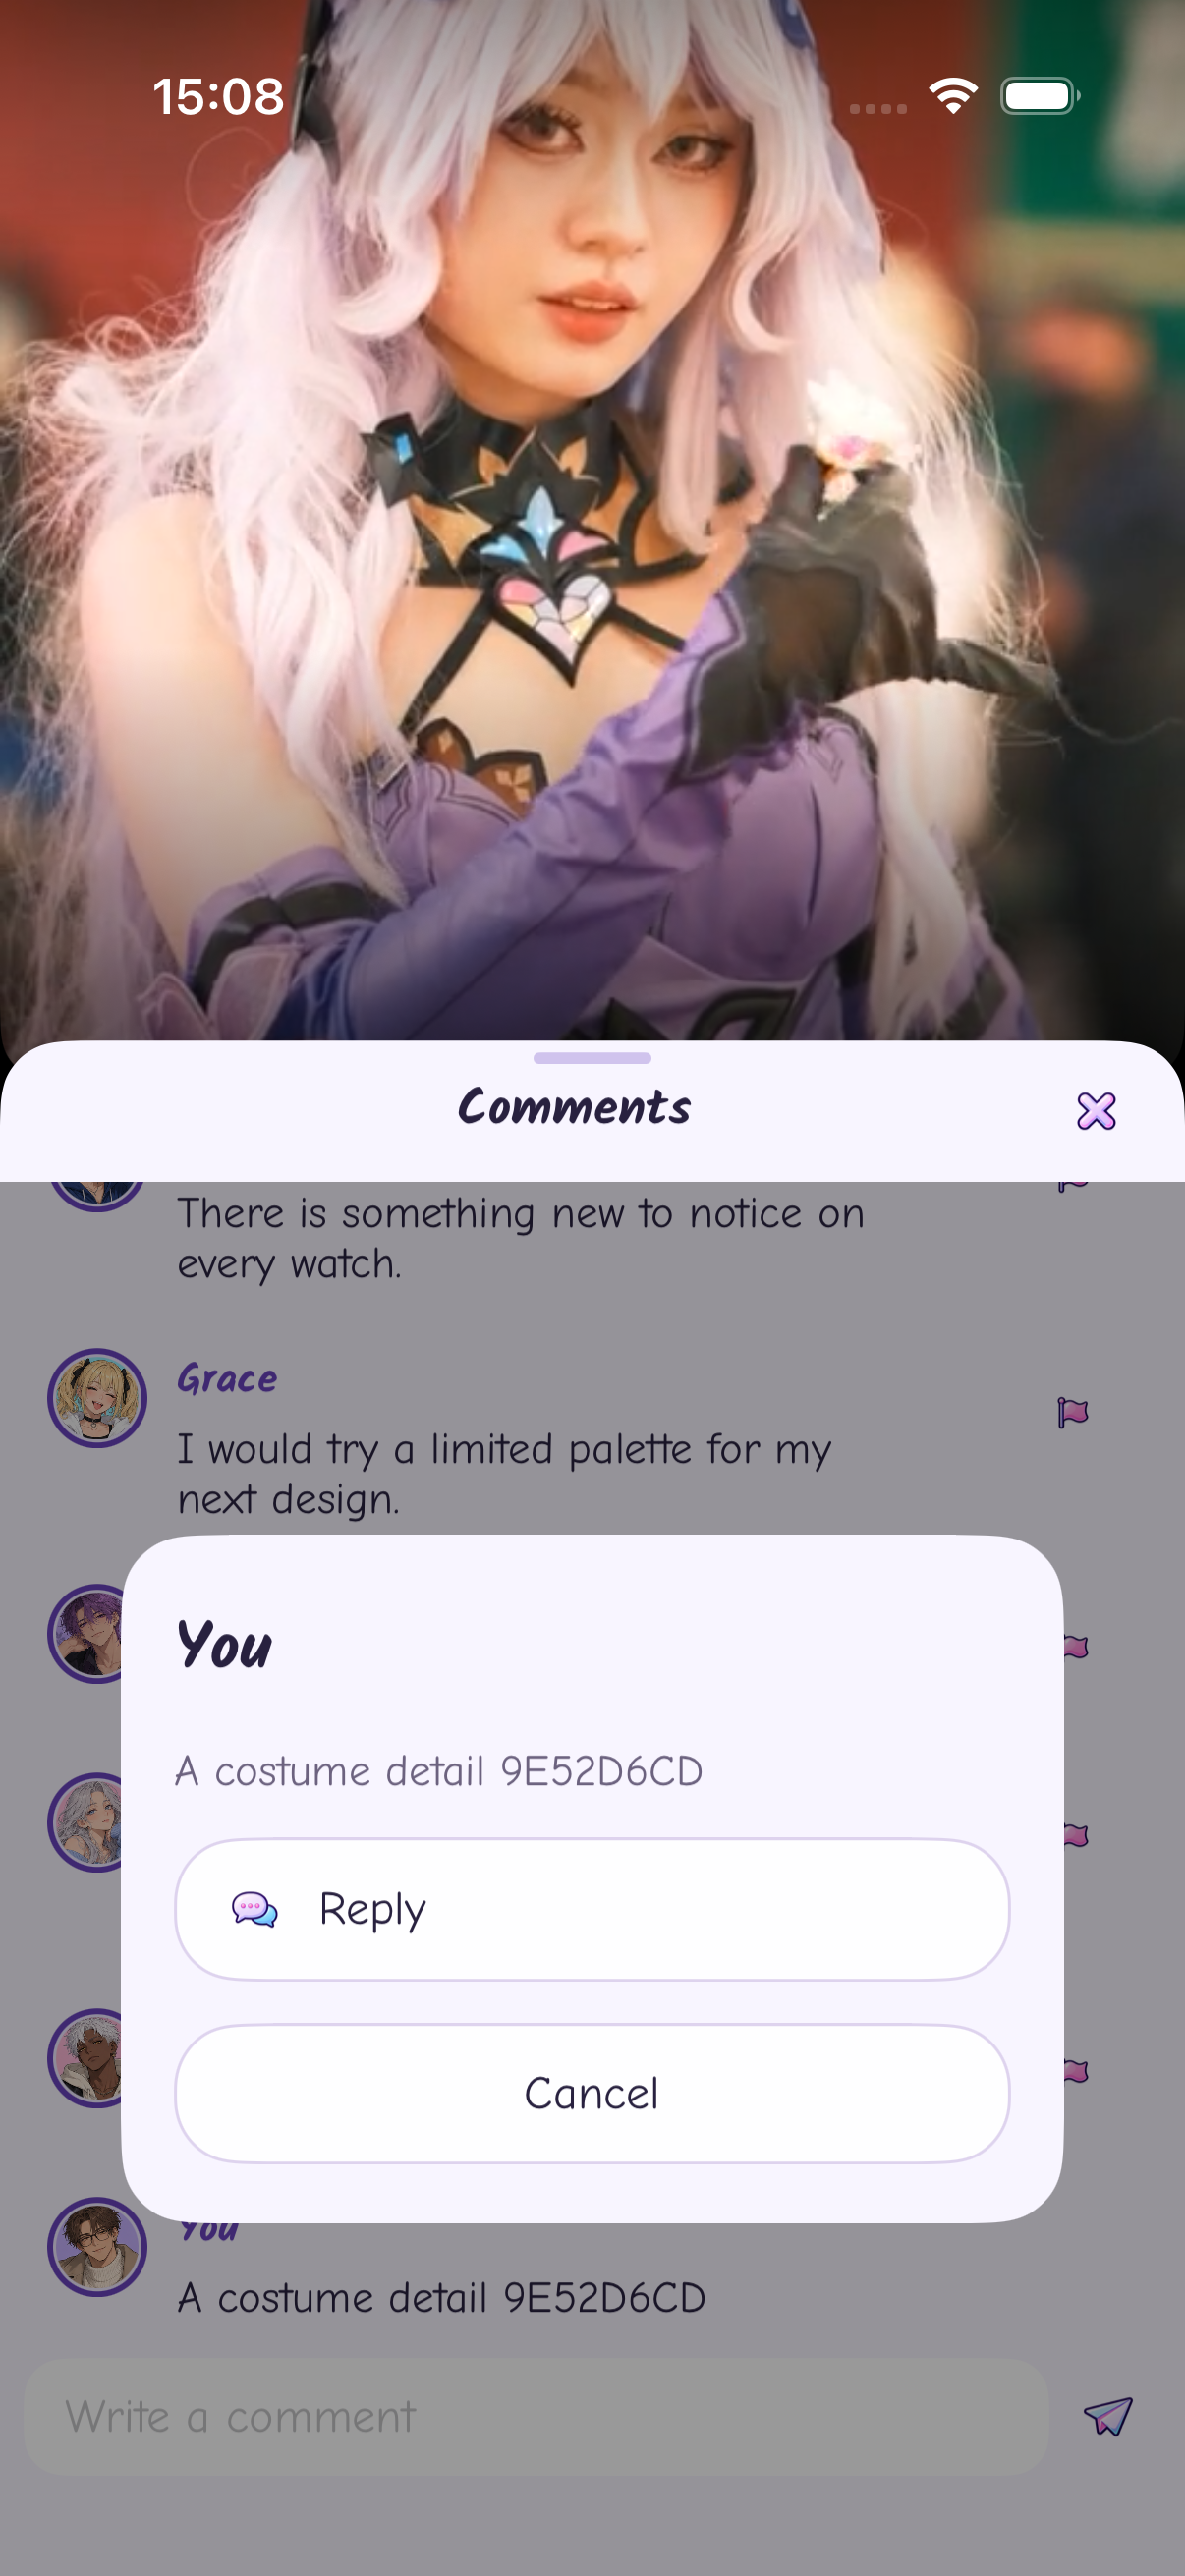 15:08
Comments
There is something new to notice on
every watch.
Grace
I would try a limited palette for my
next design.
You
A costume detail 9E52D6CD
Reply
Cancel
You
A costume detail 9E52D6CD
Write a comment